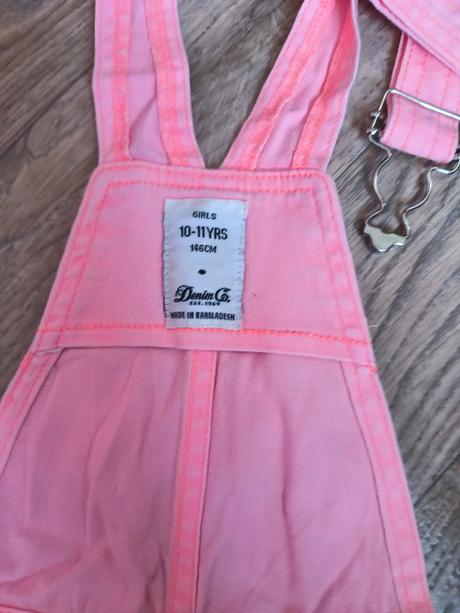 GIRLS
10-11YRS
146CM
Denim Co.
EST. 1969
MADE IN BANGLADESH